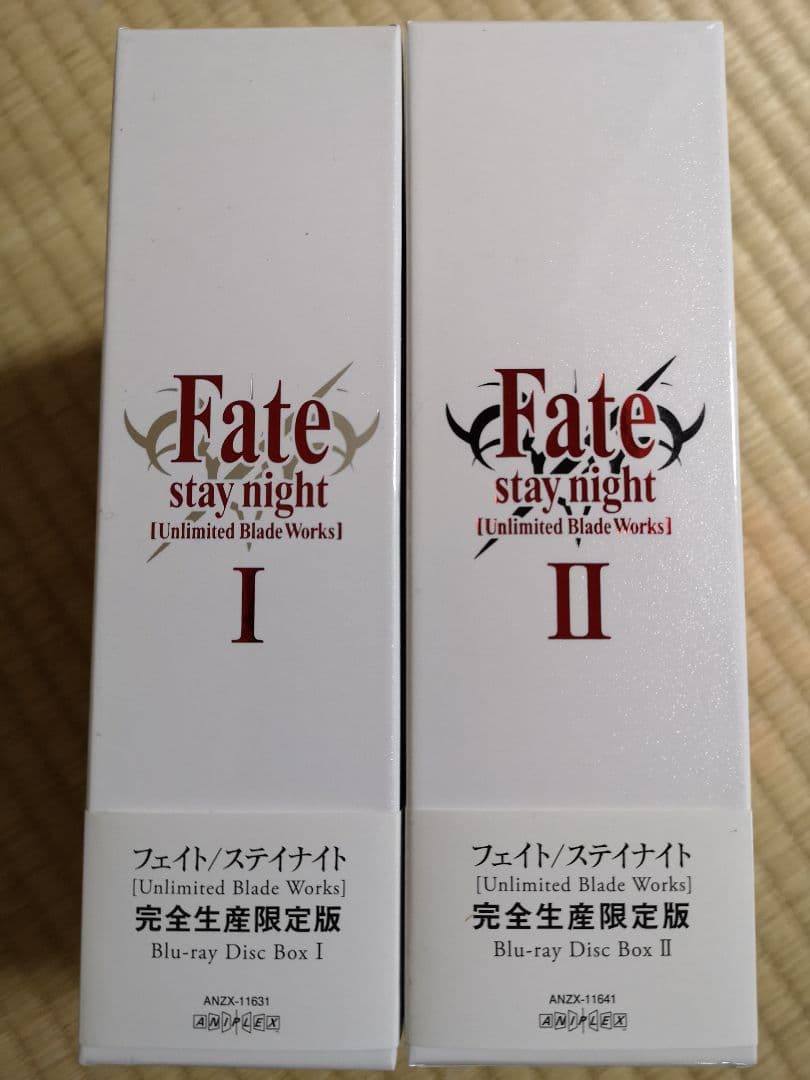 Fate
stay night
[Unlimited Blade Works]
I
フェイト/ステイナイト
[Unlimited Blade Works]
完全生産限定版
Blu-ray Disc Box I
ANZX-11631
ANIPLEX
Fate
stay night
[Unlimited Blade Works]
II
フェイト/ステイナイト
[Unlimited Blade Works]
完全生産限定版
Blu-ray Disc Box II
ANZX-11641
ANIPLEX